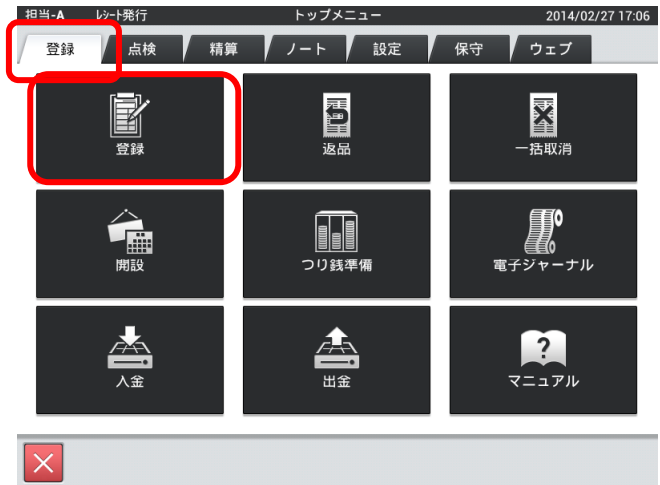 担当-A ﾚｼｰﾄ発行 トップメニュー 2014/02/27 17:06
登録 点検 精算 ノート 設定 保守 ウェブ
登録 返品 一括取消
開設 つり銭準備 電子ジャーナル
入金 出金 マニュアル